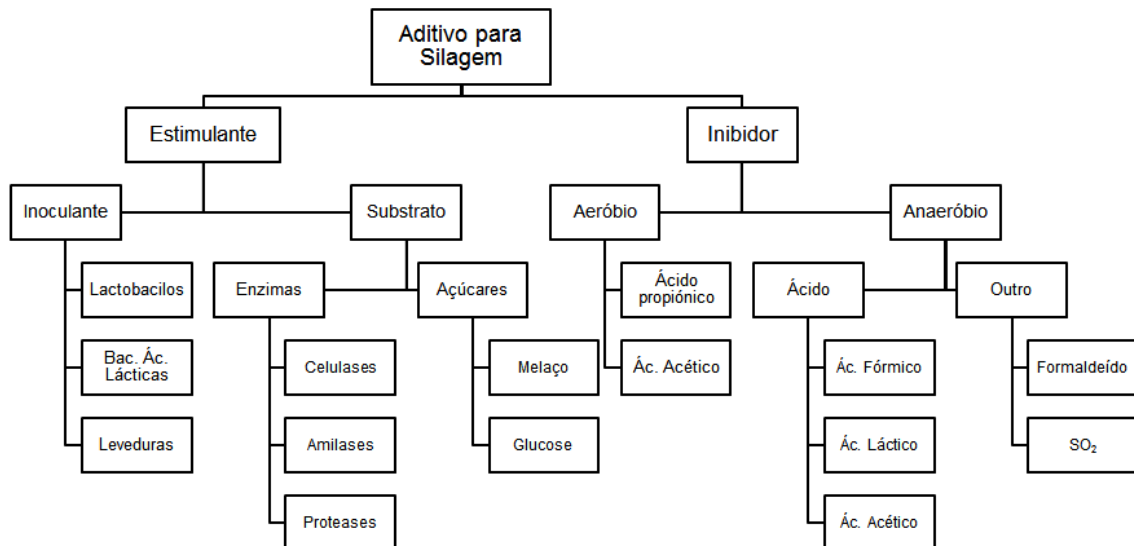 Aditivo para
Silagem
Estimulante
Inibidor
Inoculante
Substrato
Aeróbio
Anaeróbio
Lactobacilos
Enzimas
Açúcares
Ácido
propiónico
Ácido
Outro
Bac. Ác.
Lácticas
Celulases
Melaço
Ác. Acético
Ác. Fórmico
Formaldeído
Leveduras
Amilases
Glucose
Ác. Láctico
SO₂
Proteases
Ác. Acético